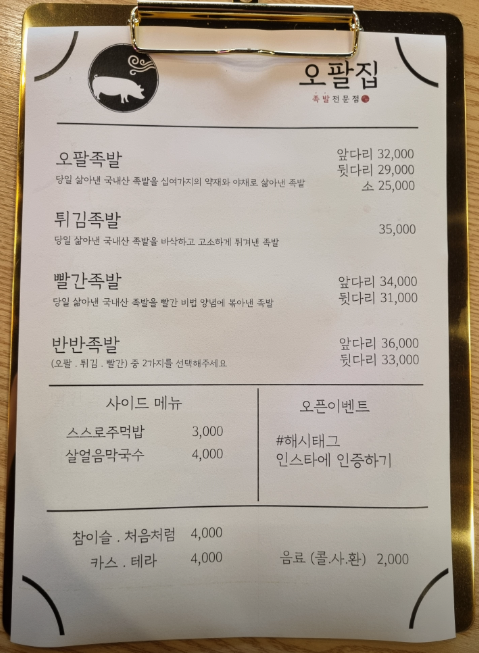 오팔집
족발전문점
오팔족발
앞다리 32,000
뒷다리 29,000
소 25,000
당일 삶아낸 국내산 족발을 십여가지의 약재와 야채로 삶아낸 족발
튀김족발
35,000
당일 삶아낸 국내산 족발을 바삭하고 고소하게 튀겨낸 족발
빨간족발
앞다리 34,000
뒷다리 31,000
당일 삶아낸 국내산 족발을 빨간 비법 양념에 볶아낸 족발
반반족발
앞다리 36,000
뒷다리 33,000
(오팔 . 튀김 . 빨간) 중 2가지를 선택해주세요
사이드 메뉴
스스로주먹밥 3,000
살얼음막국수 4,000
오픈이벤트
#해시태그
인스타에 인증하기
참이슬 . 처음처럼 4,000
카스 . 테라 4,000
음료 (콜.사.환) 2,000